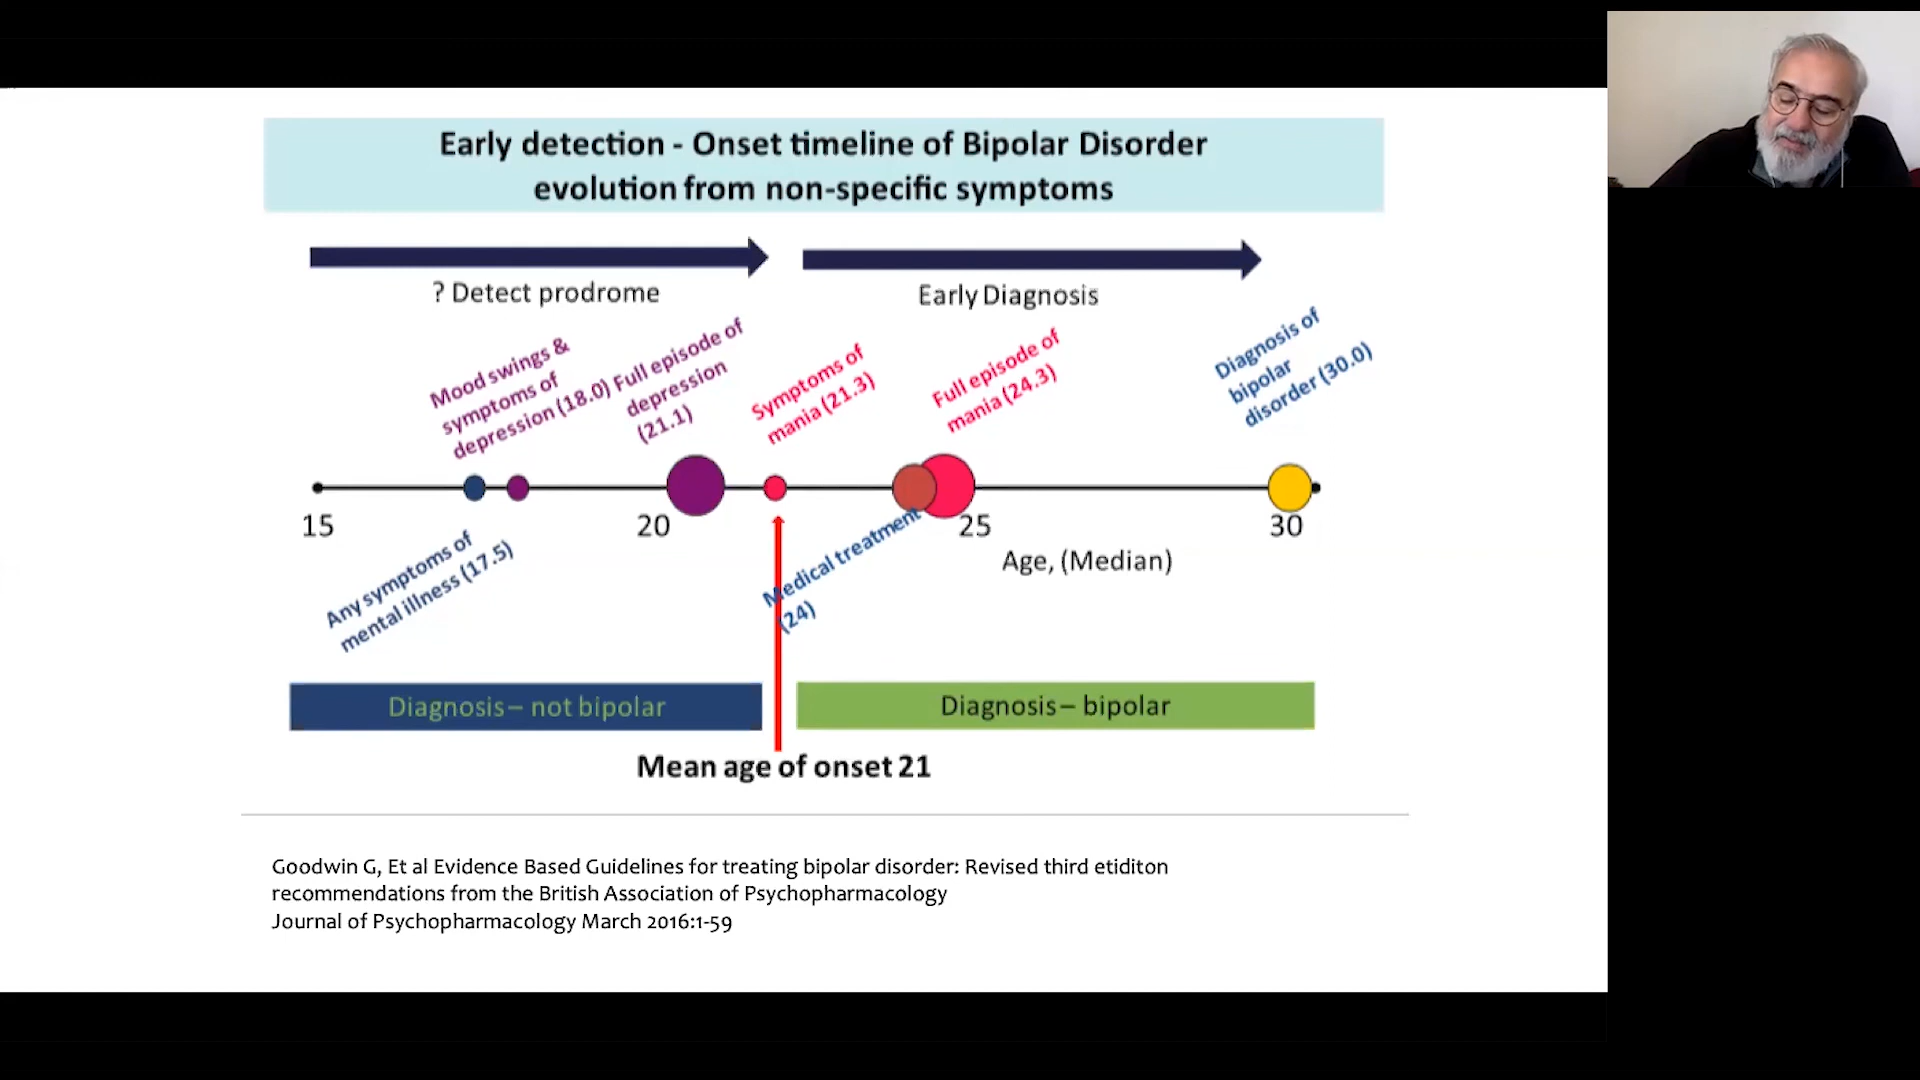 Early detection - Onset timeline of Bipolar Disorder
evolution from non-specific symptoms
? Detect prodrome
Early Diagnosis
Mood swings &
symptoms of
depression (18.0)
Full episode of
depression
(21.1)
Symptoms of
mania (21.3)
Full episode of
mania (24.3)
Diagnosis of
bipolar
disorder (30.0)
15
20
25
30
Age, (Median)
Any symptoms of
mental illness (17.5)
Medical treatment
(24)
Diagnosis – not bipolar
Diagnosis – bipolar
Mean age of onset 21
Goodwin G, Et al Evidence Based Guidelines for treating bipolar disorder: Revised third etiditon
recommendations from the British Association of Psychopharmacology
Journal of Psychopharmacology March 2016:1-59